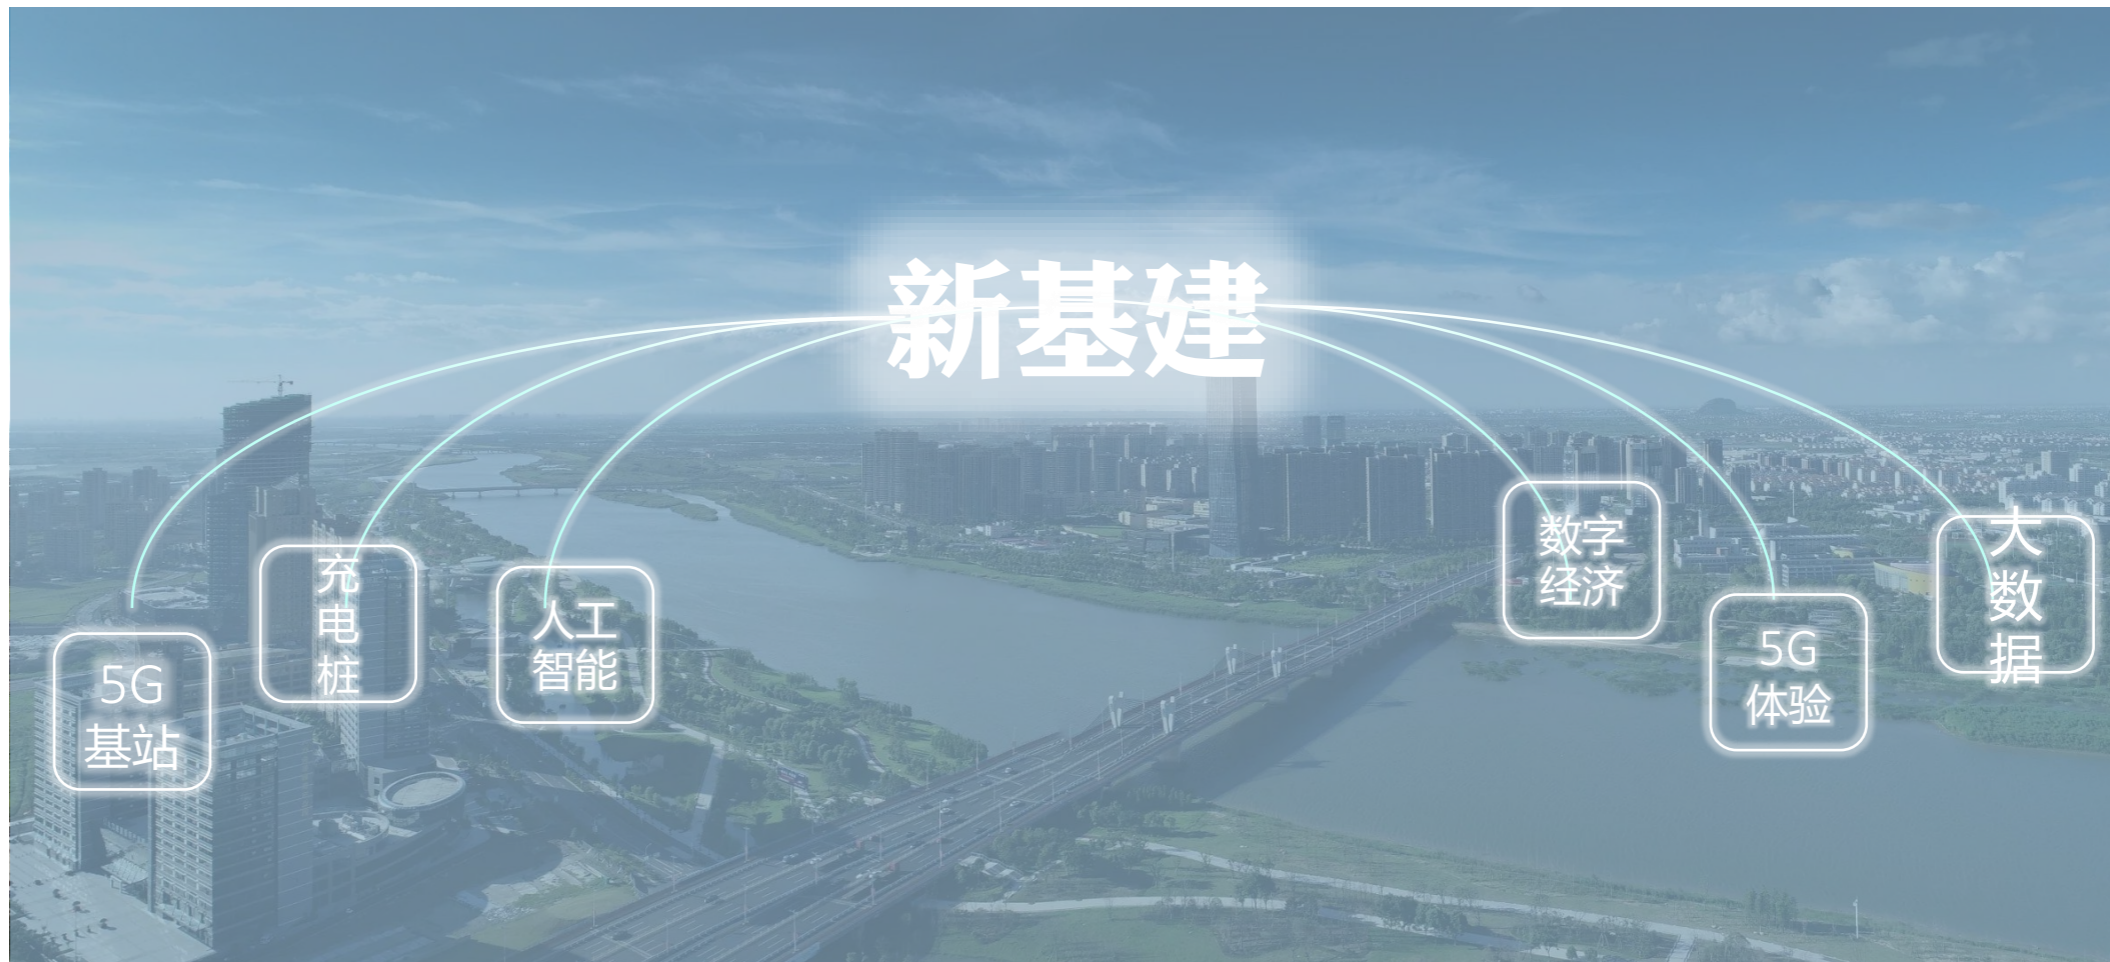 新基建
5G
基站
充
电
桩
人工
智能
数字
经济
5G
体验
大
数
据